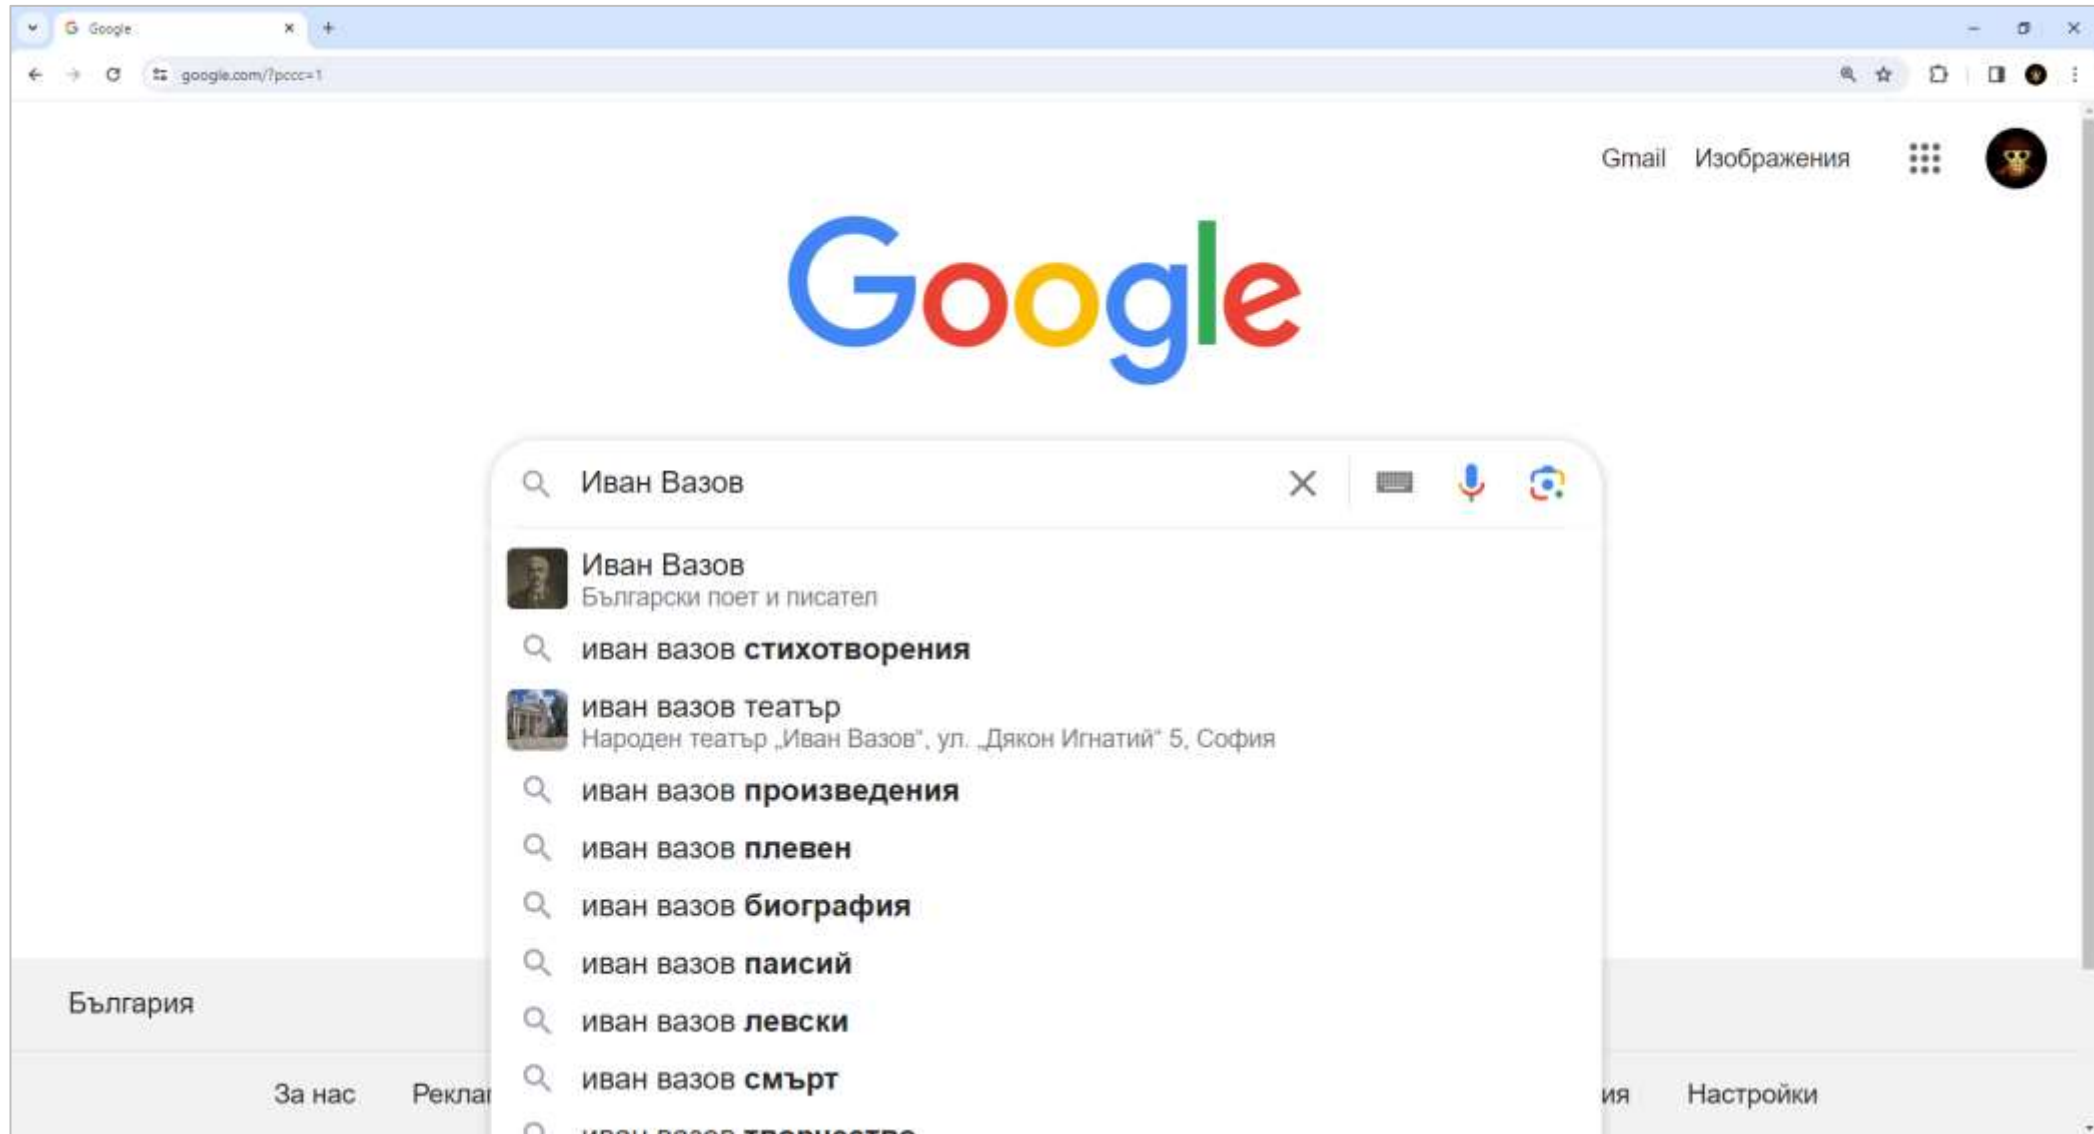 Google
google.com/?pccc=1
Gmail Изображения
Google
Иван Вазов
Иван Вазов
Български поет и писател
иван вазов стихотворения
иван вазов театър
Народен театър „Иван Вазов“, ул. „Дякон Игнатий“ 5, София
иван вазов произведения
иван вазов плевен
иван вазов биография
иван вазов паисий
България
иван вазов левски
За нас
иван вазов смърт
Настройки